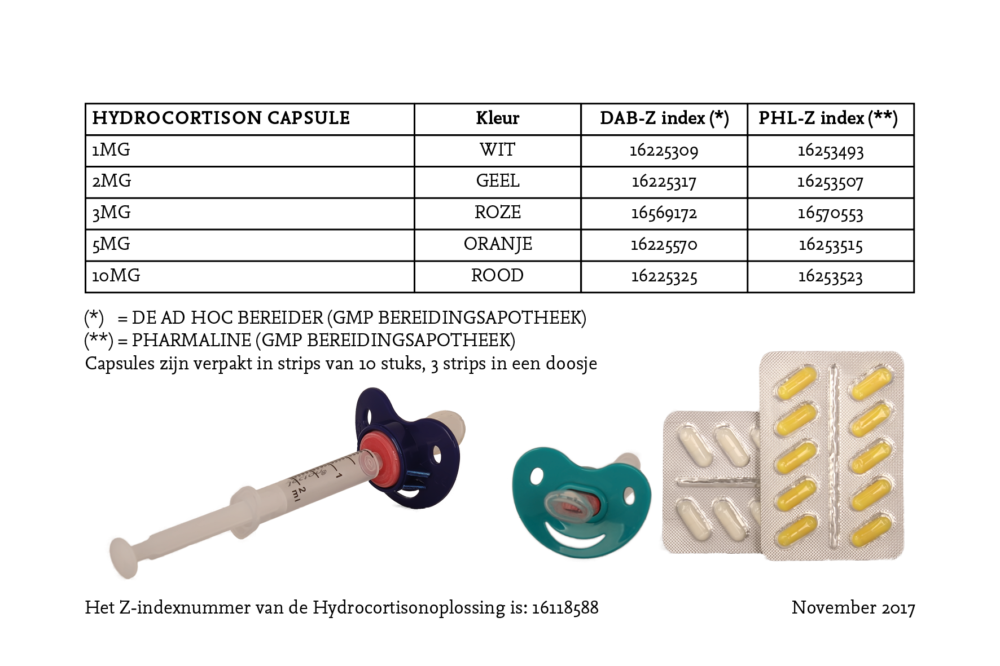 HYDROCORTISON CAPSULE Kleur DAB-Z index (*) PHL-Z index (**)
1MG WIT 16225309 16253493
2MG GEEL 16225317 16253507
3MG ROZE 16569172 16570553
5MG ORANJE 16225570 16253515
10MG ROOD 16225325 16253523
(*) = DE AD HOC BEREIDER (GMP BEREIDINGSAPOTHEEK)
(**) = PHARMALINE (GMP BEREIDINGSAPOTHEEK)
Capsules zijn verpakt in strips van 10 stuks, 3 strips in een doosje
1
2
ml
Het Z-indexnummer van de Hydrocortisonoplossing is: 16118588
November 2017